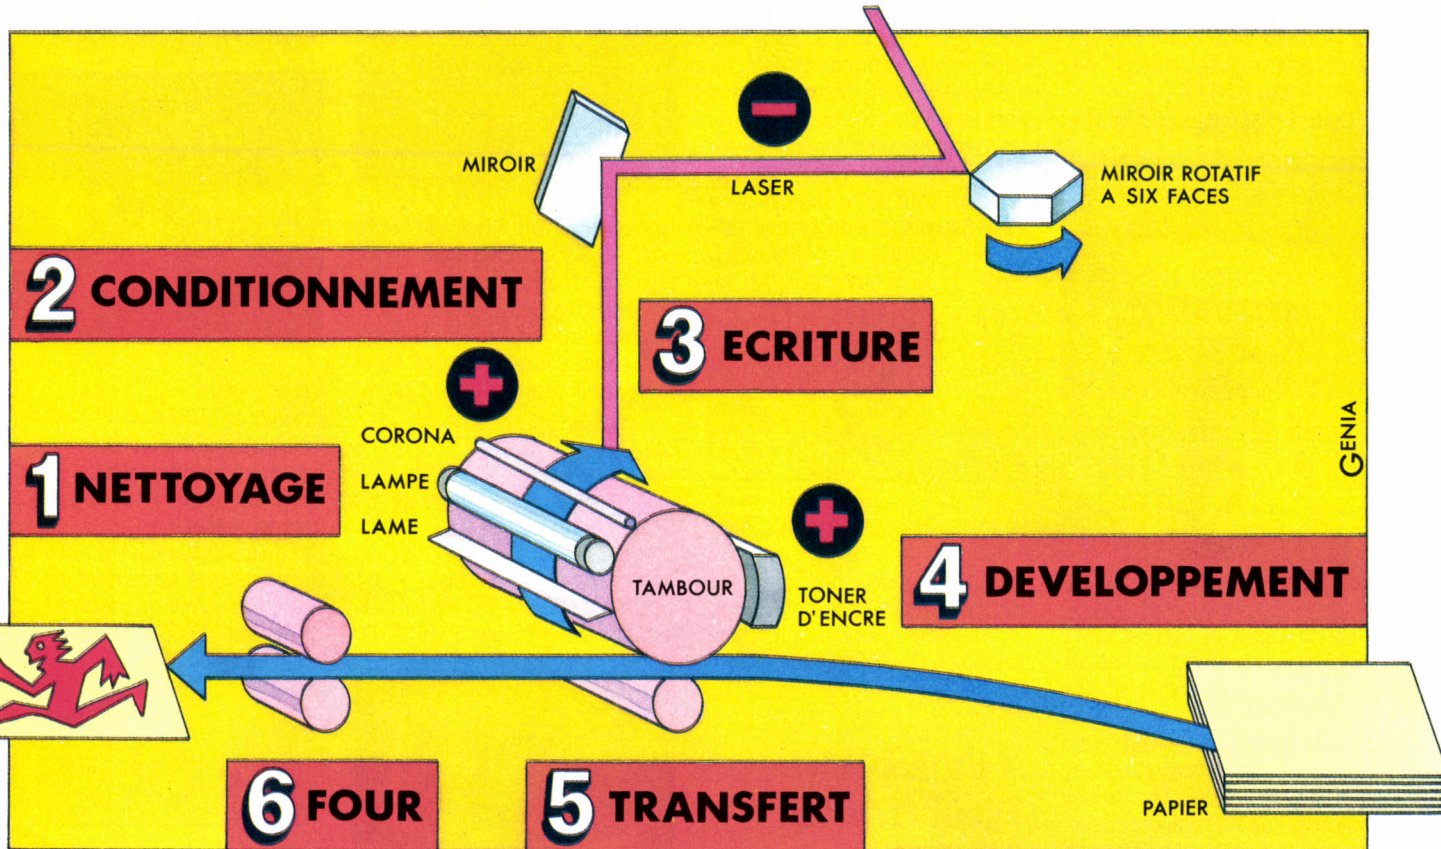 MIROIR
LASER
MIROIR ROTATIF
A SIX FACES
2 CONDITIONNEMENT
3 ECRITURE
CORONA
1 NETTOYAGE
LAMPE
LAME
GENIA
TAMBOUR
TONER
D'ENCRE
4 DEVELOPPEMENT
6 FOUR
5 TRANSFERT
PAPIER